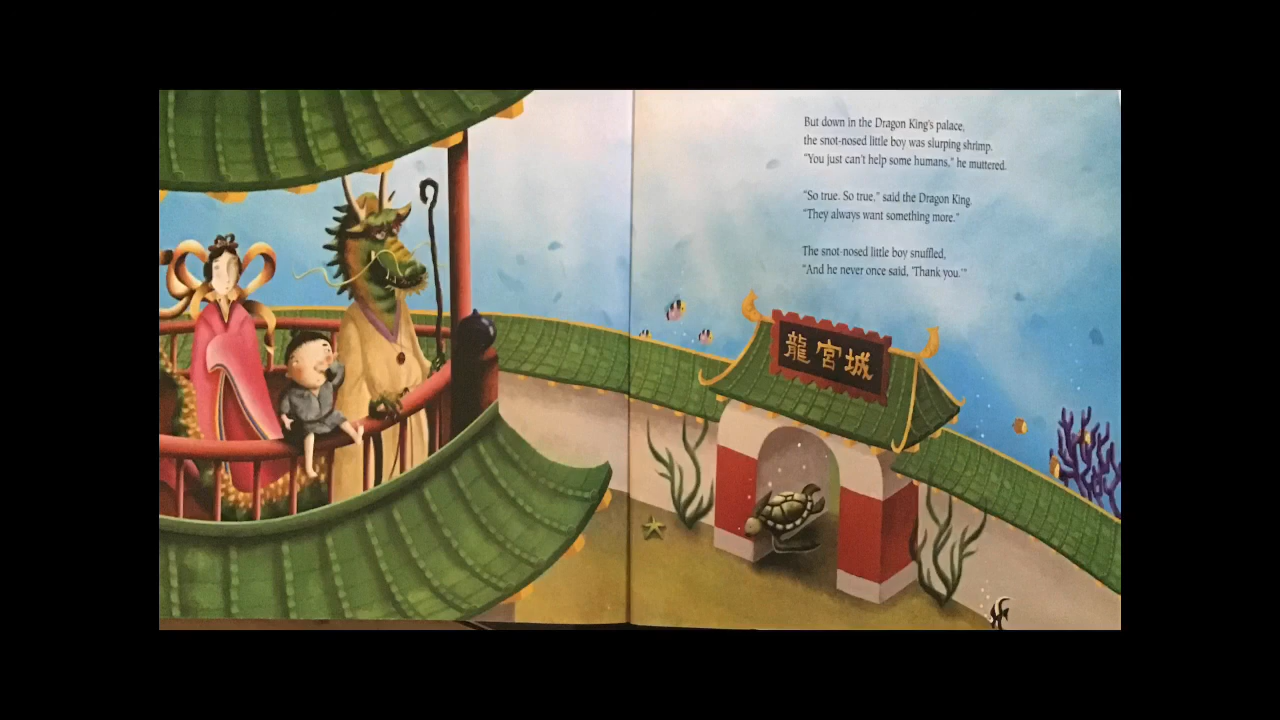 But down in the Dragon King's palace,
the snot-nosed little boy was slurping shrimp.
"You just can't help some humans," he muttered.
"So true. So true," said the Dragon King.
"They always want something more."
The snot-nosed little boy snuffled,
"And he never once said, 'Thank you.'"
龍宮城